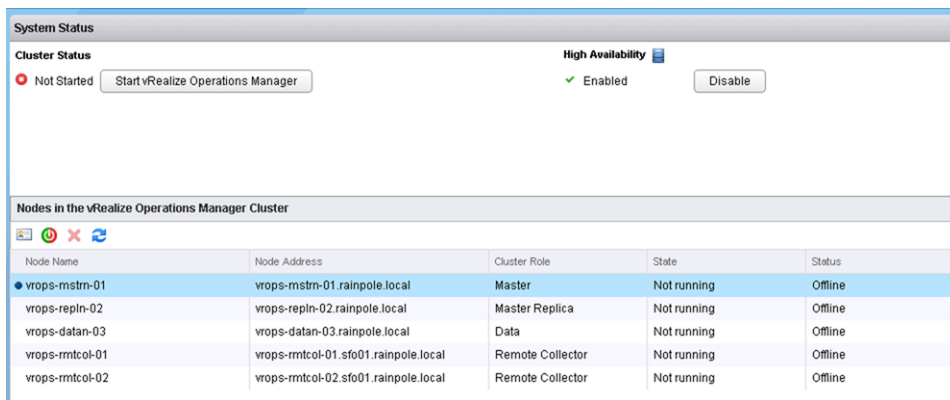 System Status
Cluster Status High Availability
Not Started Start vRealize Operations Manager Enabled Disable
Nodes in the vRealize Operations Manager Cluster
Node Name Node Address Cluster Role State Status
vrops-mstrn-01 vrops-mstrn-01.rainpole.local Master Not running Offline
vrops-repln-02 vrops-repln-02.rainpole.local Master Replica Not running Offline
vrops-datan-03 vrops-datan-03.rainpole.local Data Not running Offline
vrops-rmtcol-01 vrops-rmtcol-01.sfo01.rainpole.local Remote Collector Not running Offline
vrops-rmtcol-02 vrops-rmtcol-02.sfo01.rainpole.local Remote Collector Not running Offline